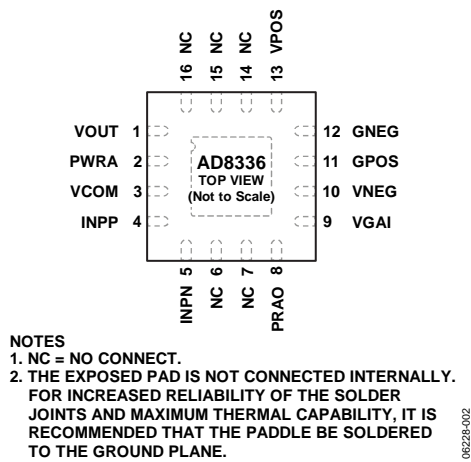 16 NC
15 NC
14 NC
13 VPOS
VOUT 1
PWRA 2
VCOM 3
INPP 4
AD8336
TOP VIEW
(Not to Scale)
12 GNEG
11 GPOS
10 VNEG
9 VGAI
INPN 5
NC 6
NC 7
PRAO 8
NOTES
1. NC = NO CONNECT.
2. THE EXPOSED PAD IS NOT CONNECTED INTERNALLY.
FOR INCREASED RELIABILITY OF THE SOLDER
JOINTS AND MAXIMUM THERMAL CAPABILITY, IT IS
RECOMMENDED THAT THE PADDLE BE SOLDERED
TO THE GROUND PLANE.
06228-002